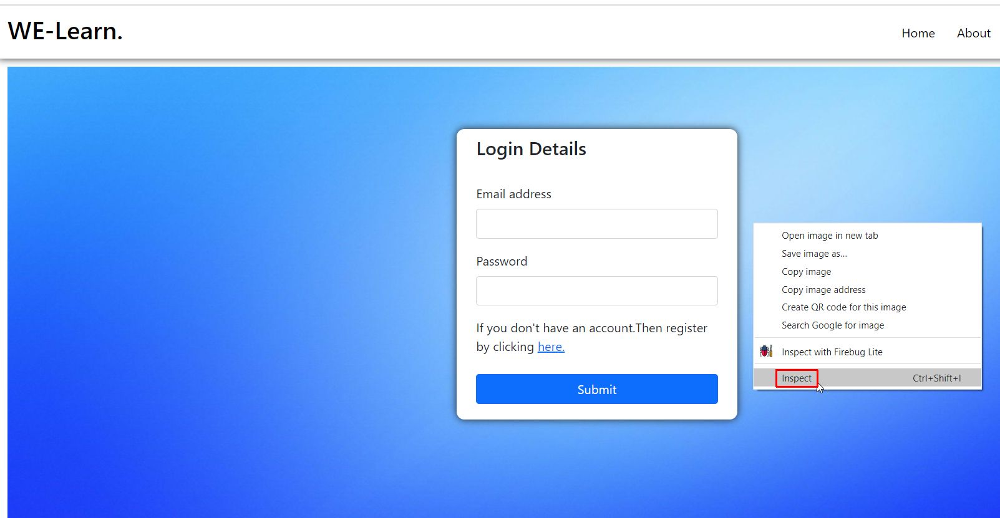 WE-Learn.
Home About
Login Details
Email address
Password
If you don't have an account.Then register
by clicking here.
Submit
Open image in new tab
Save image as...
Copy image
Copy image address
Create QR code for this image
Search Google for image
Inspect with Firebug Lite
Inspect Ctrl+Shift+I